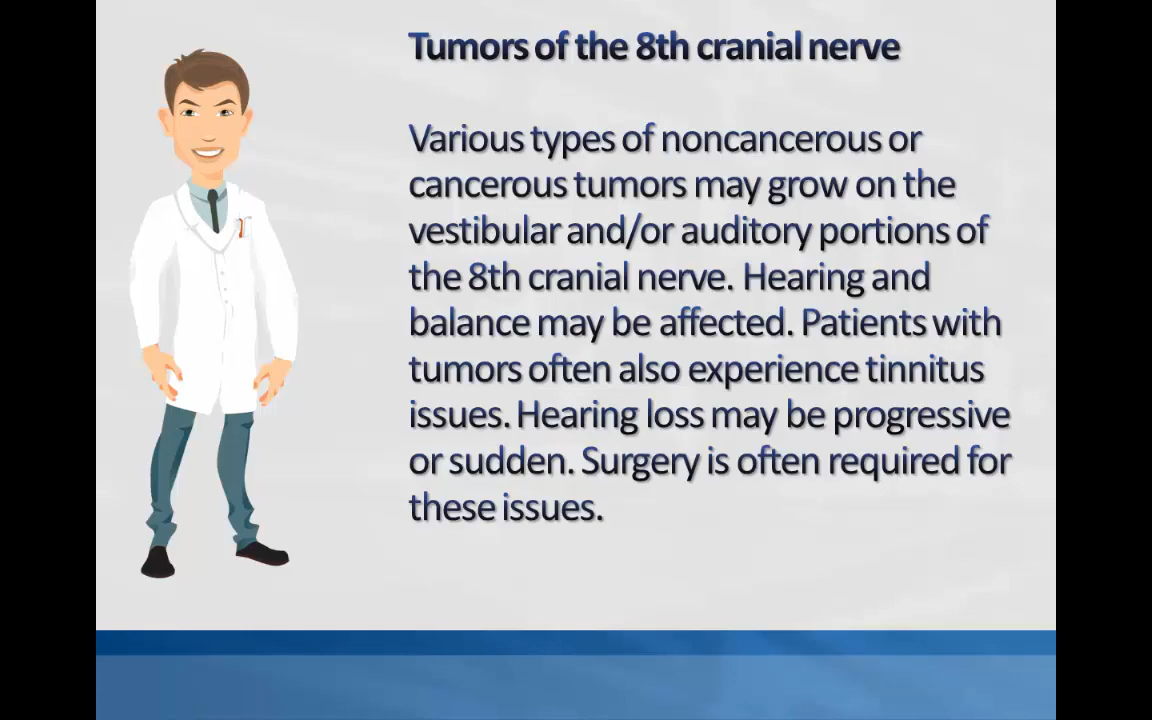 Tumors of the 8th cranial nerve
Various types of noncancerous or
cancerous tumors may grow on the
vestibular and/or auditory portions of
the 8th cranial nerve. Hearing and
balance may be affected. Patients with
tumors often also experience tinnitus
issues. Hearing loss may be progressive
or sudden. Surgery is often required for
these issues.